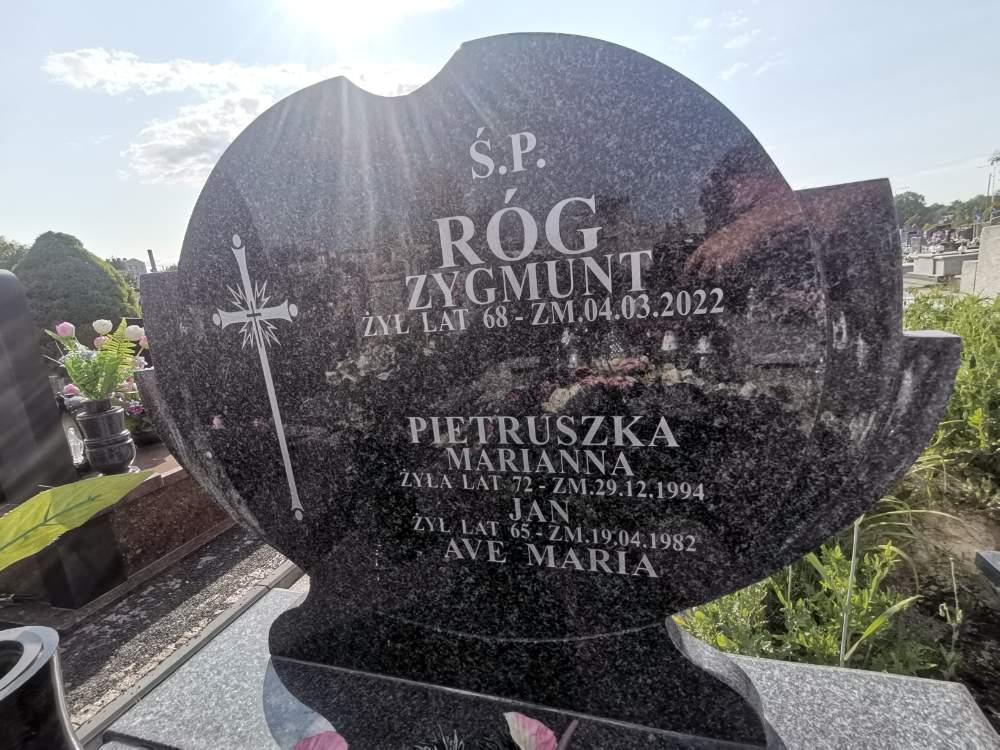 Ś.P.
RÓG
ZYGMUNT
ŻYŁ LAT 68 - ZM.04.03.2022
PIETRUSZKA
MARIANNA
ŻYŁA LAT 72 - ZM.29.12.1994
JAN
ŻYŁ LAT 65 - ZM.19.04.1982
AVE MARIA